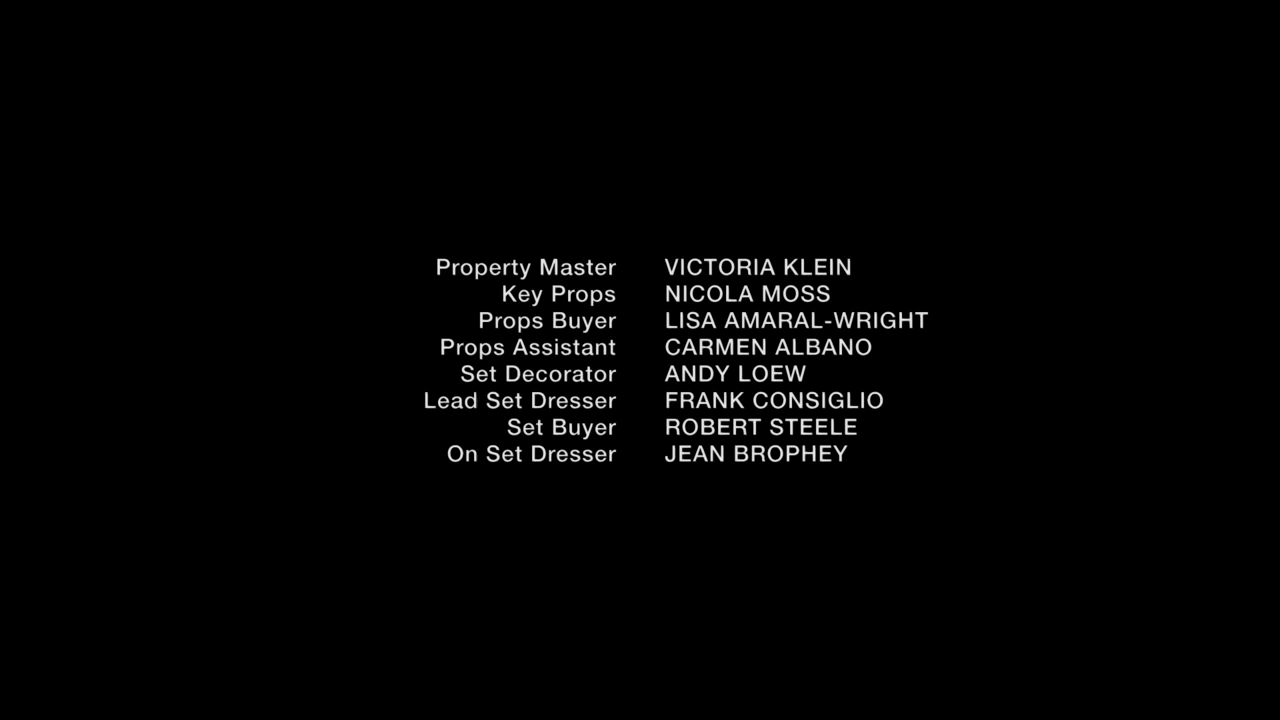 Property Master VICTORIA KLEIN
Key Props NICOLA MOSS
Props Buyer LISA AMARAL-WRIGHT
Props Assistant CARMEN ALBANO
Set Decorator ANDY LOEW
Lead Set Dresser FRANK CONSIGLIO
Set Buyer ROBERT STEELE
On Set Dresser JEAN BROPHEY